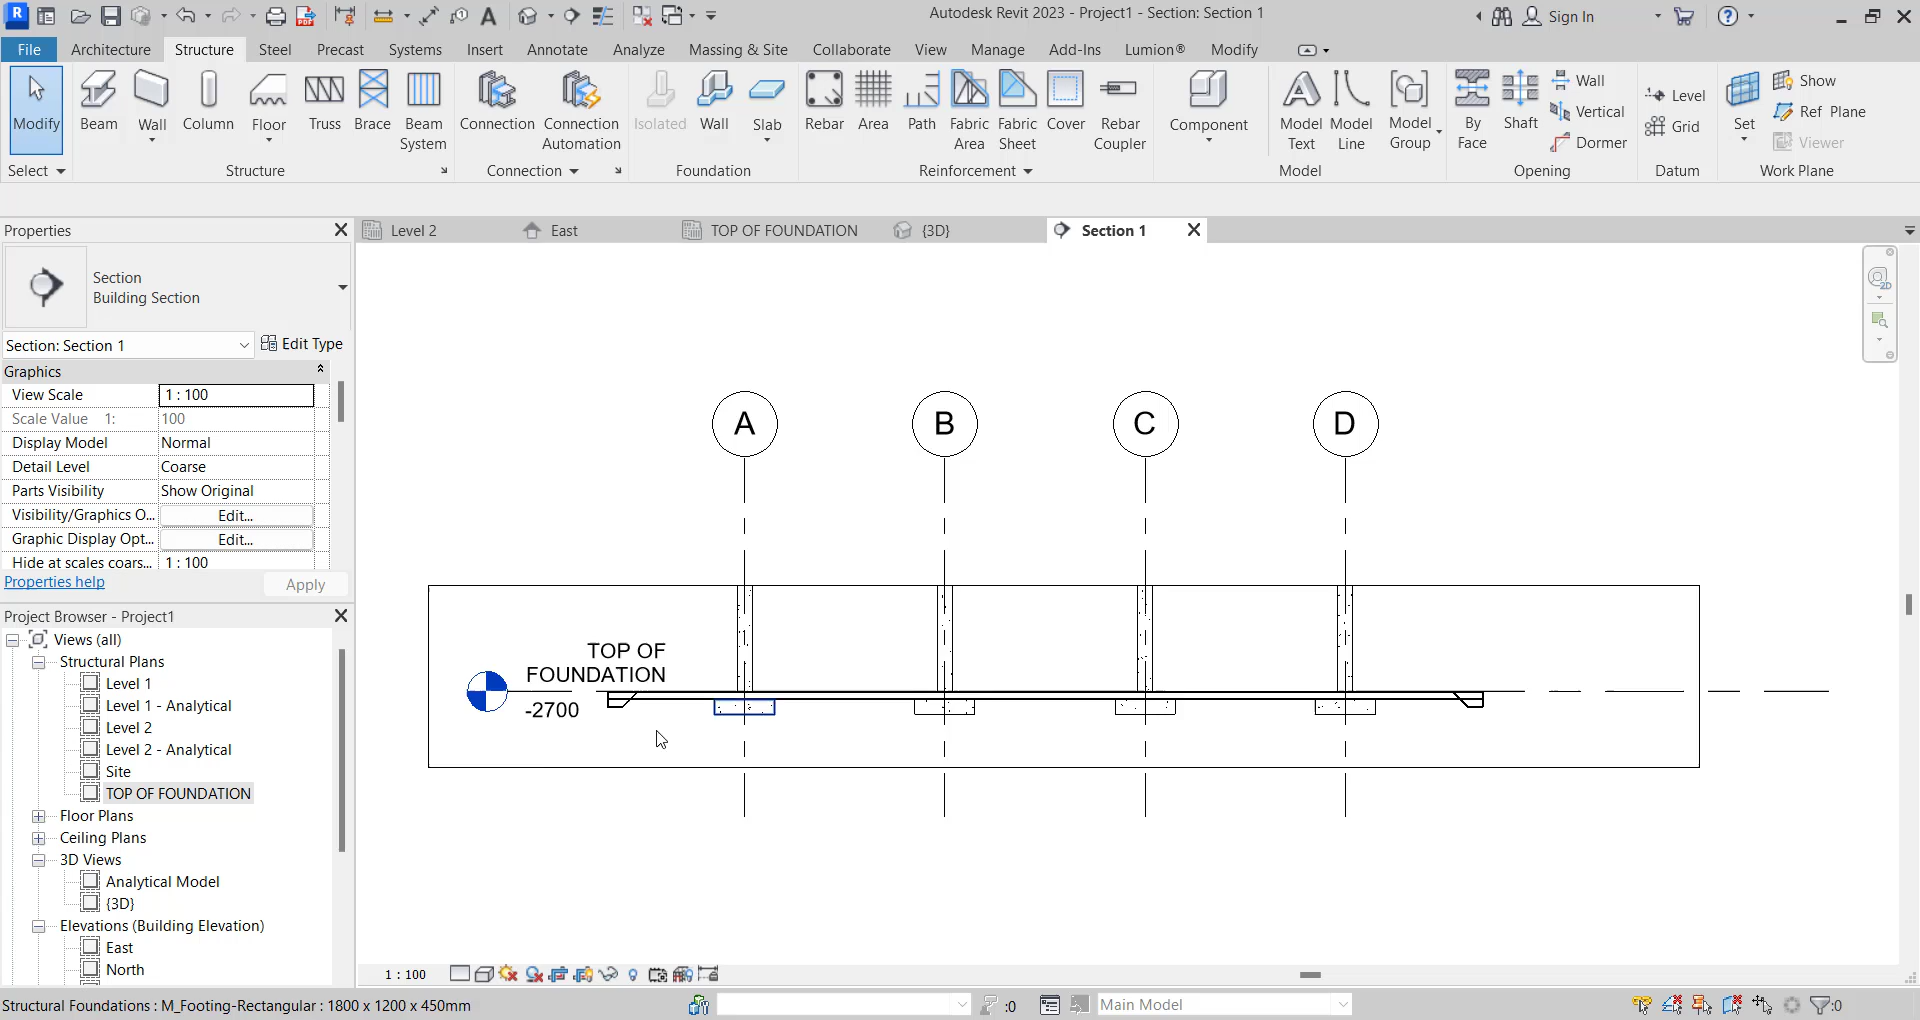 Autodesk Revit 2023 - Project1 - Section: Section 1
Sign In
File Architecture Structure Steel Precast Systems Insert Annotate Analyze Massing & Site Collaborate View Manage Add-Ins Lumion® Modify
Modify
Beam
Wall
Column
Floor
Truss
Brace
Beam
System
Connection
Connection
Automation
Isolated
Wall
Slab
Rebar
Area
Path
Fabric
Area
Fabric
Sheet
Cover
Rebar
Coupler
Component
Model
Text
Model
Line
Model
Group
By
Face
Shaft
Wall
Vertical
Dormer
Level
Grid
Set
Show
Ref Plane
Viewer
Select
Structure
Connection
Foundation
Reinforcement
Model
Opening
Datum
Work Plane
Properties
Level 2
East
TOP OF FOUNDATION
{3D}
Section 1
Section
Building Section
Section: Section 1
Edit Type
Graphics
View Scale 1 : 100
Scale Value 1: 100
Display Model Normal
Detail Level Coarse
Parts Visibility Show Original
Visibility/Graphics O... Edit...
Graphic Display Opt... Edit...
Hide at scales coars... 1 : 100
Properties help
Apply
Project Browser - Project1
Views (all)
Structural Plans
Level 1
Level 1 - Analytical
Level 2
Level 2 - Analytical
Site
TOP OF FOUNDATION
Floor Plans
Ceiling Plans
3D Views
Analytical Model
{3D}
Elevations (Building Elevation)
East
North
A B C D
TOP OF
FOUNDATION
-2700
1 : 100
Structural Foundations : M_Footing-Rectangular : 1800 x 1200 x 450mm
:0
Main Model
:0